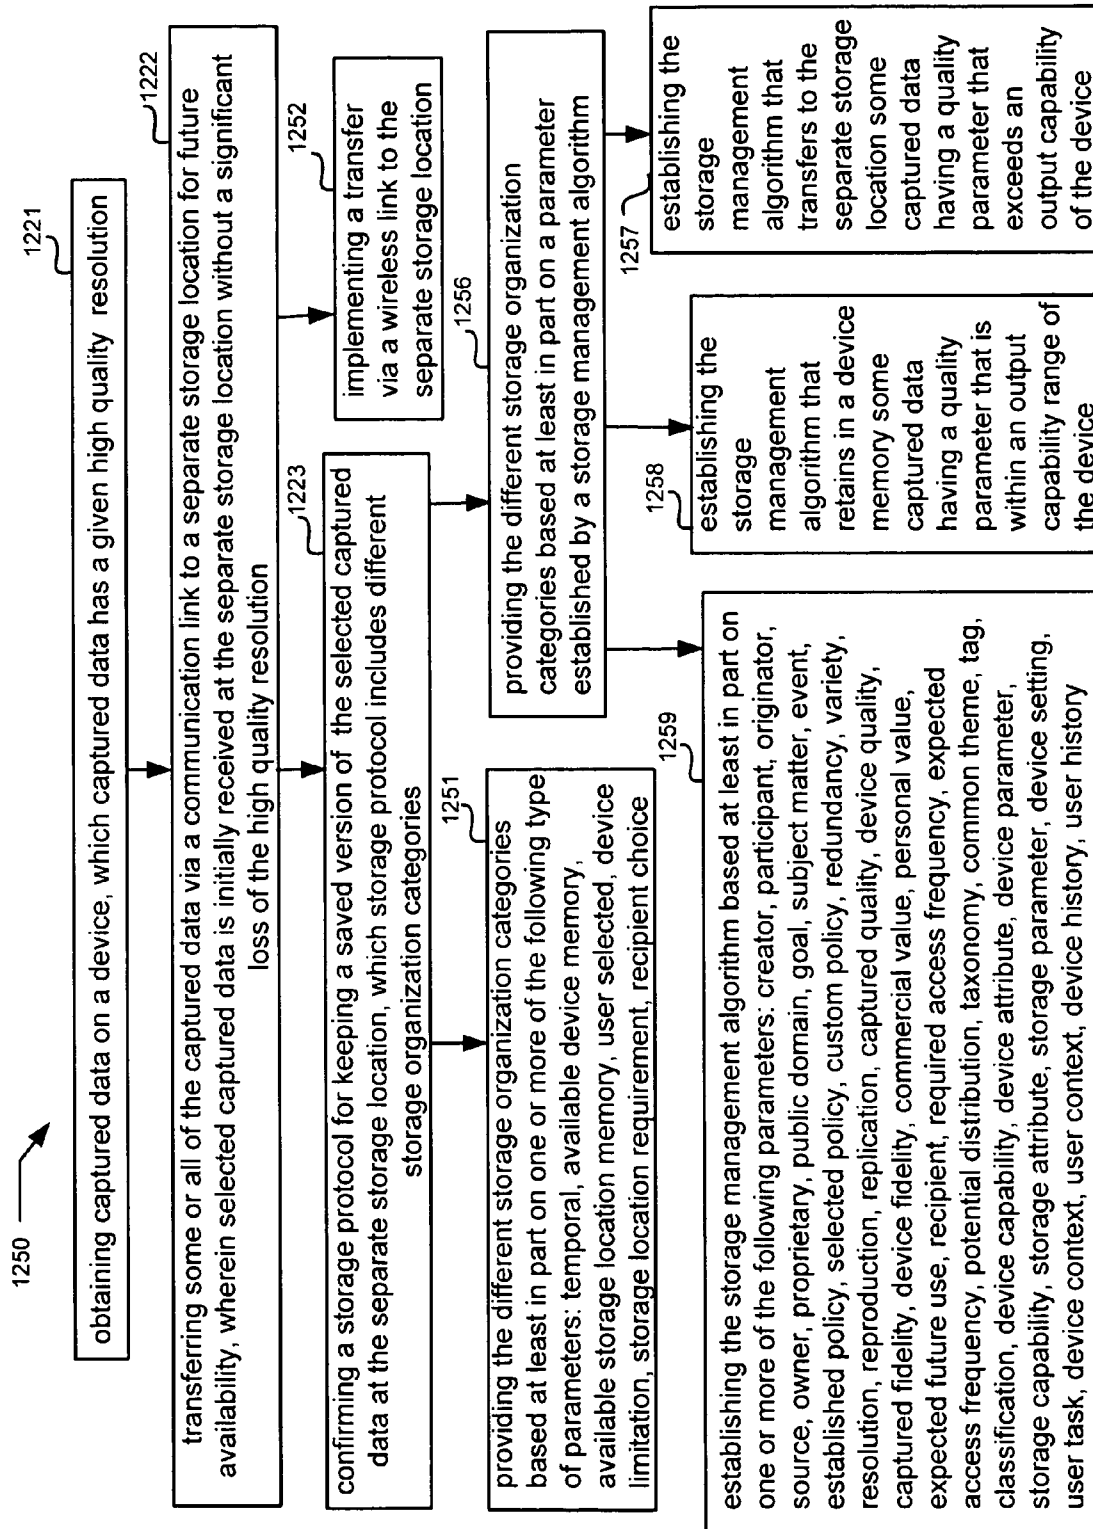 1250
1221
obtaining captured data on a device, which captured data has a given high quality resolution
1222
transferring some or all of the captured data via a communication link to a separate storage location for future
availability, wherein selected captured data is initially received at the separate storage location without a significant
loss of the high quality resolution
1223
confirming a storage protocol for keeping a saved version of the selected captured
data at the separate storage location, which storage protocol includes different
storage organization categories
1252
implementing a transfer
via a wireless link to the
separate storage location
1251
providing the different storage organization categories
based at least in part on one or more of the following type
of parameters: temporal, available device memory,
available storage location memory, user selected, device
limitation, storage location requirement, recipient choice
1256
providing the different storage organization
categories based at least in part on a parameter
established by a storage management algorithm
1259
establishing the storage management algorithm based at least in part on
one or more of the following parameters: creator, participant, originator,
source, owner, proprietary, public domain, goal, subject matter, event,
established policy, selected policy, custom policy, redundancy, variety,
resolution, reproduction, replication, captured quality, device quality,
captured fidelity, device fidelity, commercial value, personal value,
expected future use, recipient, required access frequency, expected
access frequency, potential distribution, taxonomy, common theme, tag,
classification, device capability, device attribute, device parameter,
storage capability, storage attribute, storage parameter, device setting,
user task, device context, user context, device history, user history
1258
establishing the
storage
management
algorithm that
retains in a device
memory some
captured data
having a quality
parameter that is
within an output
capability range of
the device
1257
establishing the
storage
management
algorithm that
transfers to the
separate storage
location some
captured data
having a quality
parameter that
exceeds an
output capability
of the device